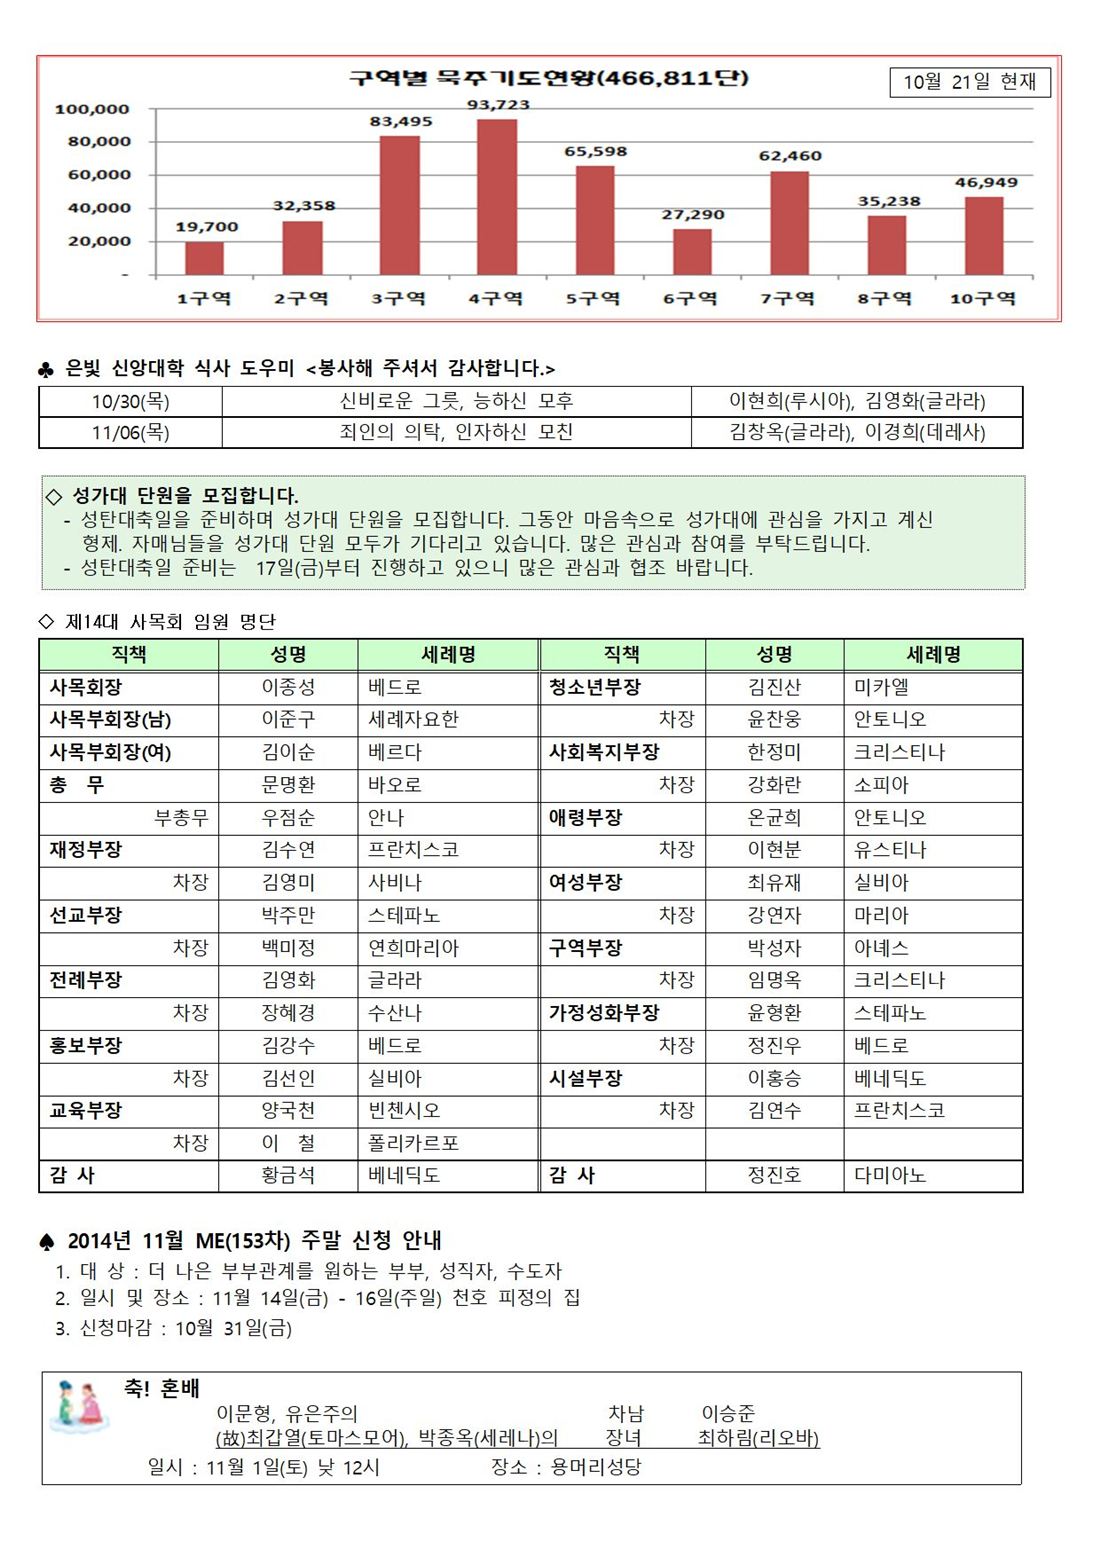 구역별 묵주기도현황(466,811단)
10월 21일 현재
100,000
80,000
60,000
40,000
20,000
-
19,700
32,358
83,495
93,723
65,598
27,290
62,460
35,238
46,949
1구역 2구역 3구역 4구역 5구역 6구역 7구역 8구역 10구역
♣ 은빛 신앙대학 식사 도우미 <봉사해 주셔서 감사합니다.>
10/30(목) 신비로운 그릇, 능하신 모후 이현희(루시아), 김영화(글라라)
11/06(목) 죄인의 의탁, 인자하신 모친 김창옥(글라라), 이경희(데레사)
◇ 성가대 단원을 모집합니다.
- 성탄대축일을 준비하며 성가대 단원을 모집합니다. 그동안 마음속으로 성가대에 관심을 가지고 계신
형제. 자매님들을 성가대 단원 모두가 기다리고 있습니다. 많은 관심과 참여를 부탁드립니다.
- 성탄대축일 준비는 17일(금)부터 진행하고 있으니 많은 관심과 협조 바랍니다.
◇ 제14대 사목회 임원 명단
직책 성명 세례명 직책 성명 세례명
사목회장 이종성 베드로 청소년부장 김진산 미카엘
사목부회장(남) 이준구 세례자요한 차장 윤찬웅 안토니오
사목부회장(여) 김이순 베르다 사회복지부장 한정미 크리스티나
총 무 문명환 바오로 차장 강화란 소피아
부총무 우점순 안나 애령부장 온균희 안토니오
재정부장 김수연 프란치스코 차장 이현분 유스티나
차장 김영미 사비나 여성부장 최유재 실비아
선교부장 박주만 스테파노 차장 강연자 마리아
차장 백미정 연희마리아 구역부장 박성자 아녜스
전례부장 김영화 글라라 차장 임명옥 크리스티나
차장 장혜경 수산나 가정성화부장 윤형환 스테파노
홍보부장 김강수 베드로 차장 정진우 베드로
차장 김선인 실비아 시설부장 이홍승 베네딕도
교육부장 양국천 빈첸시오 차장 김연수 프란치스코
차장 이 철 폴리카르포
감 사 황금석 베네딕도 감 사 정진호 다미아노
♠ 2014년 11월 ME(153차) 주말 신청 안내
1. 대 상 : 더 나은 부부관계를 원하는 부부, 성직자, 수도자
2. 일시 및 장소 : 11월 14일(금) - 16일(주일) 천호 피정의 집
3. 신청마감 : 10월 31일(금)
축! 혼배
이문형, 유은주의 차남 이승준
(故)최갑열(토마스모어), 박종옥(세레나)의 장녀 최하림(리오바)
일시 : 11월 1일(토) 낮 12시 장소 : 용머리성당